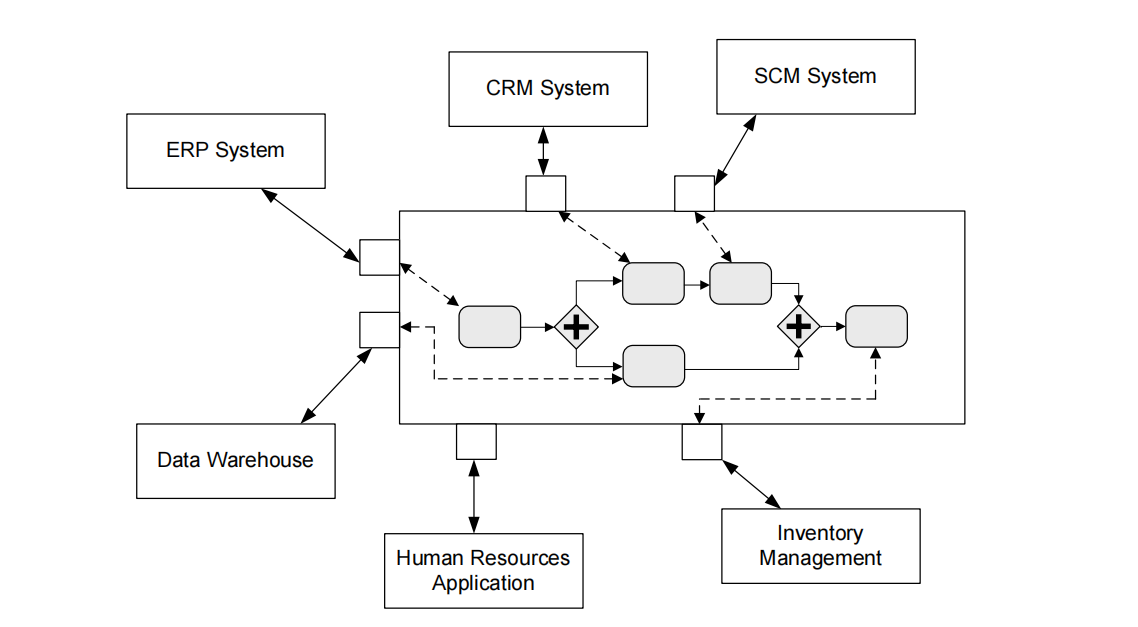 SCM System
CRM System
ERP System
Data Warehouse
Inventory
Management
Human Resources
Application